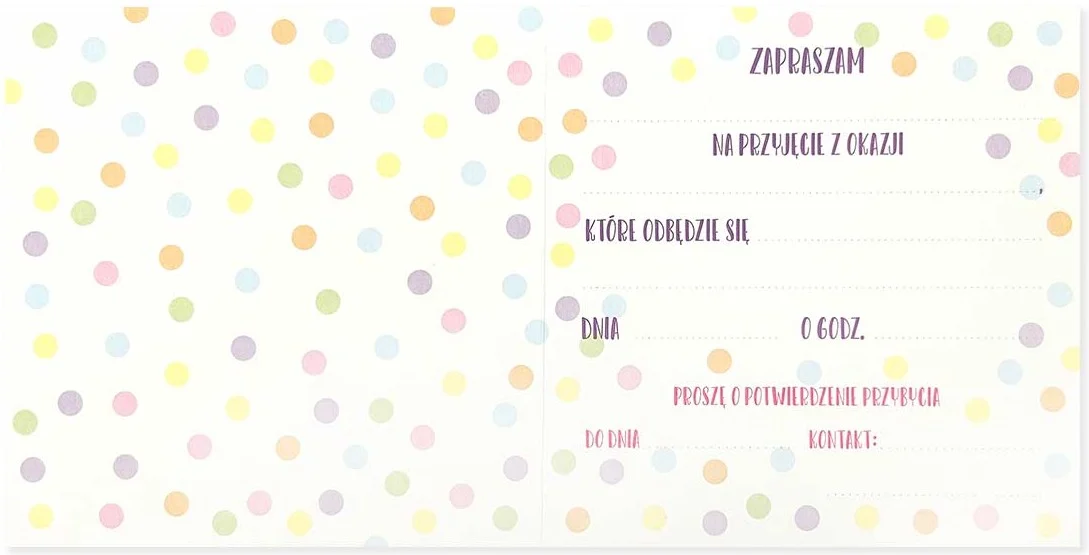 ZAPRASZAM
NA PRZYJĘCIE Z OKAZJI
,
KTÓRE ODBĘDZIE SIĘ
DNIA O GODZ.
PROSZĘ O POTWIERDZENIE PRZYBYCIA
DO DNIA KONTAKT: